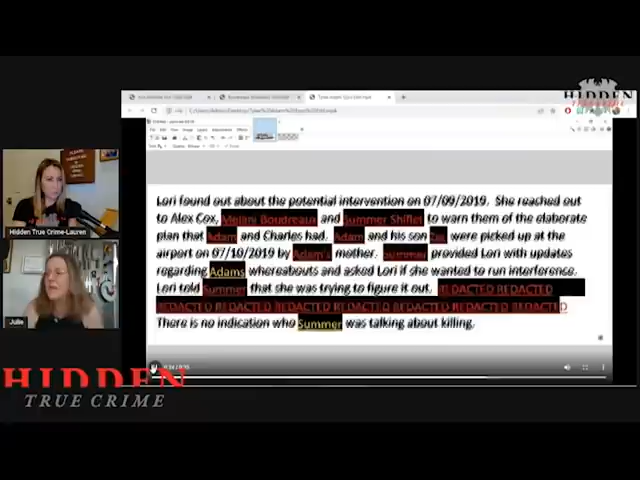 HIDDEN
TRUE CRIME
Lori found out about the potential intervention on 07/09/2019. She reached out
to Alex Cox, Melani Boudreaux and Summer Shiflet to warn them of the elaborate
plan that Adam and Charles had. Adam and his son were picked up at the
airport on 07/10/2019 by Adam's mother. Summer provided Lori with updates
regarding Adams whereabouts and asked Lori if she wanted to run interference.
Lori told Summer that she was trying to figure it out. REDACTED REDACTED
REDACTED REDACTED REDACTED REDACTED REDACTED REDACTED REDACTED
There is no indication who Summer was talking about killing.
Hidden True Crime-Lauren
Julie
HIDDEN
TRUE CRIME